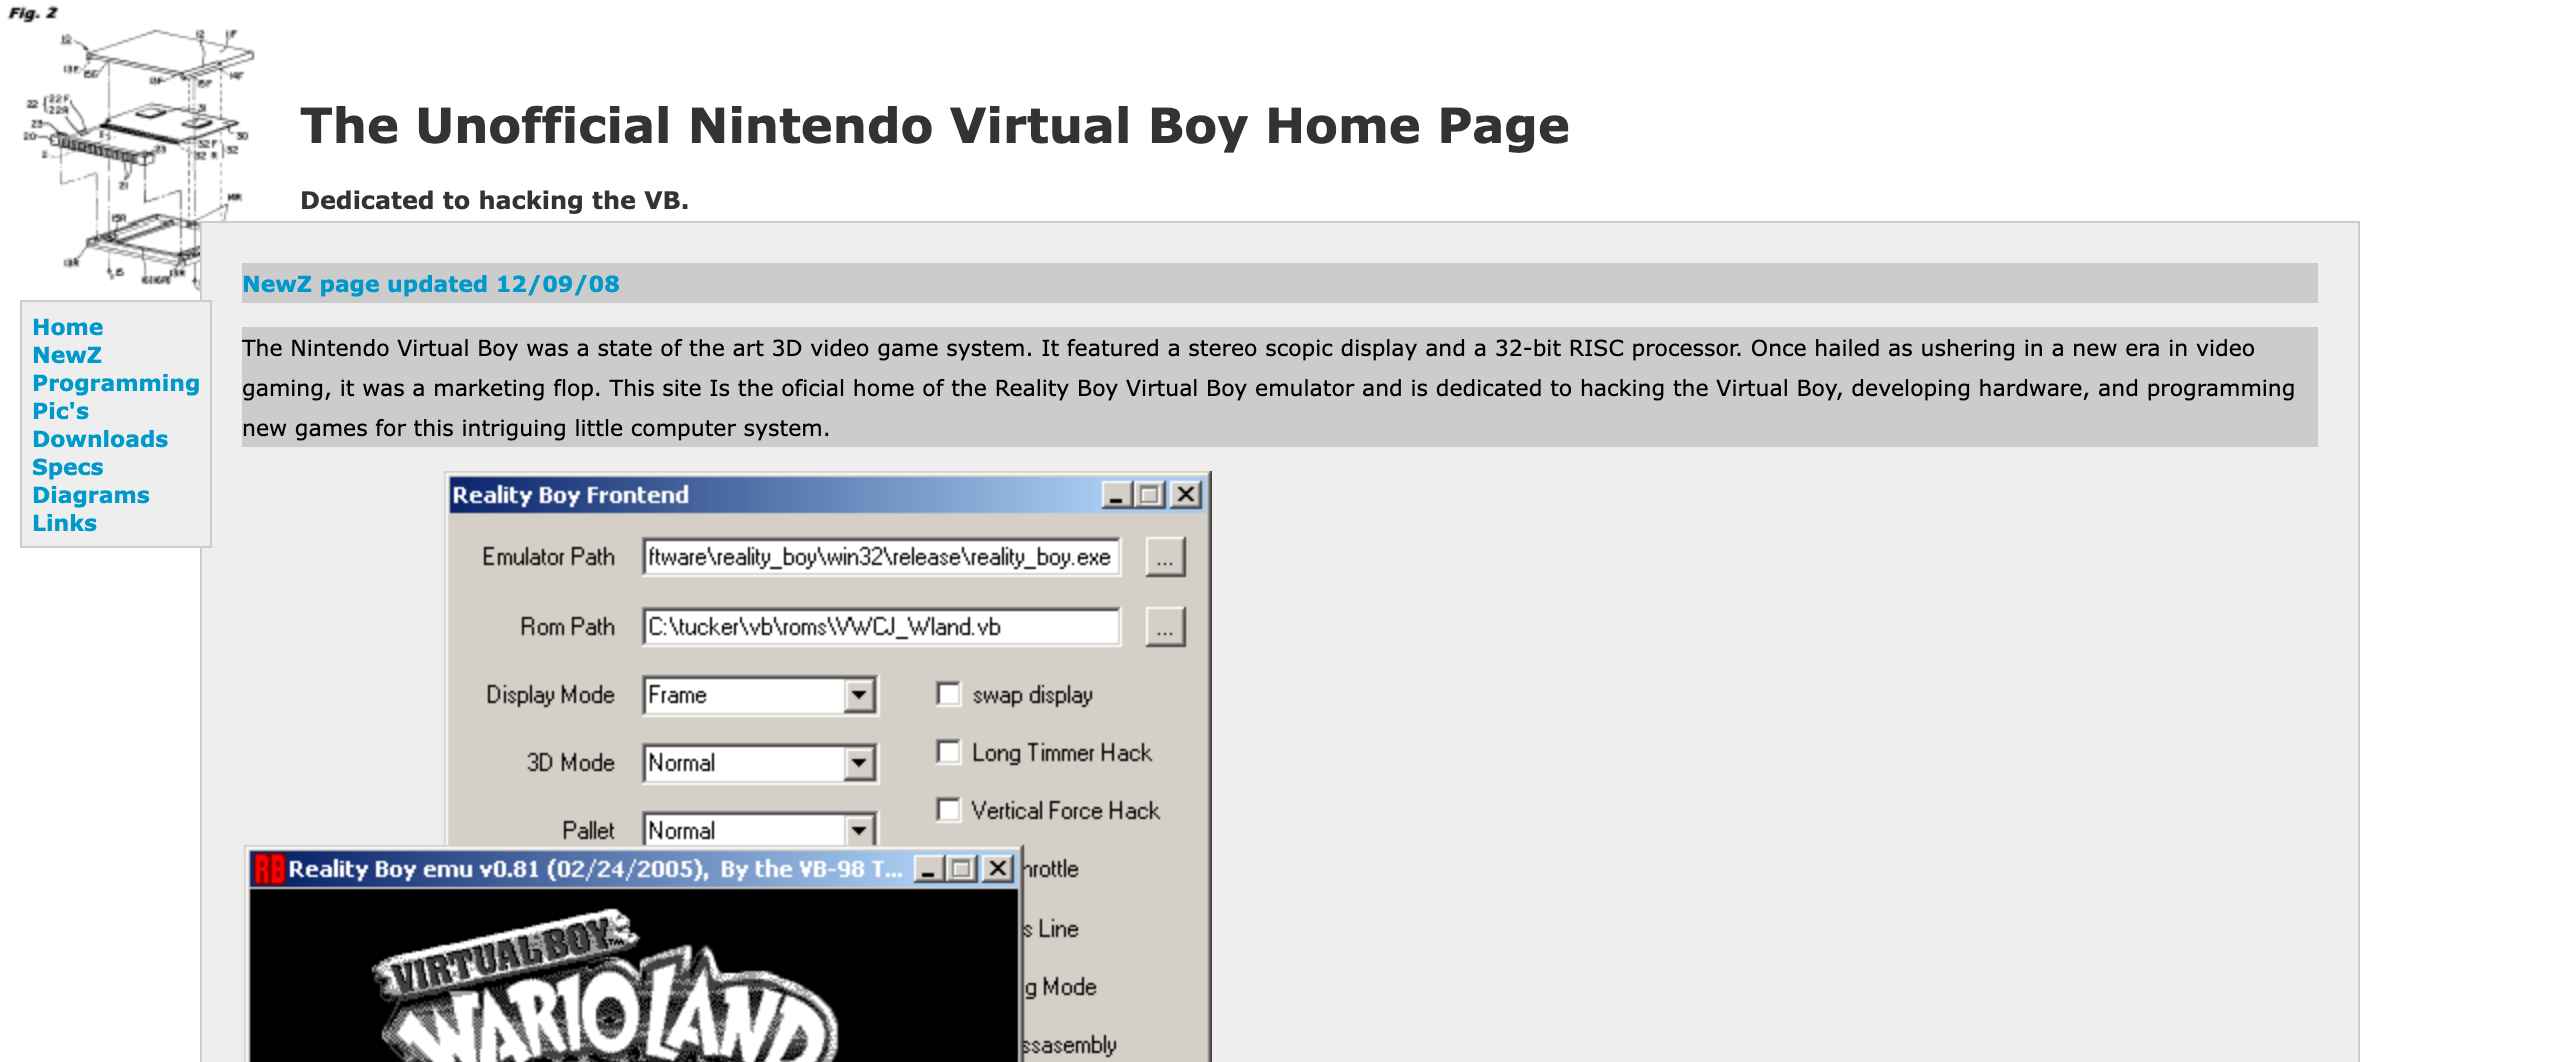 Fig. 2
The Unofficial Nintendo Virtual Boy Home Page
Dedicated to hacking the VB.
Home
NewZ
Programming
Pic's
Downloads
Specs
Diagrams
Links
NewZ page updated 12/09/08
The Nintendo Virtual Boy was a state of the art 3D video game system. It featured a stereo scopic display and a 32-bit RISC processor. Once hailed as ushering in a new era in video
gaming, it was a marketing flop. This site Is the oficial home of the Reality Boy Virtual Boy emulator and is dedicated to hacking the Virtual Boy, developing hardware, and programming
new games for this intriguing little computer system.
Reality Boy Frontend
Emulator Path ftware\reality_boy\win32\release\reality_boy.exe ...
Rom Path C:\tucker\vb\roms\VWCJ_Wland.vb ...
Display Mode Frame swap display
3D Mode Normal Long Timmer Hack
Vertical Force Hack
Pallet Normal
hrottle
s Line
g Mode
ssasembly
RB Reality Boy emu v0.81 (02/24/2005), By the VB-98 T...
VIRTUAL BOY
WARIO LAND